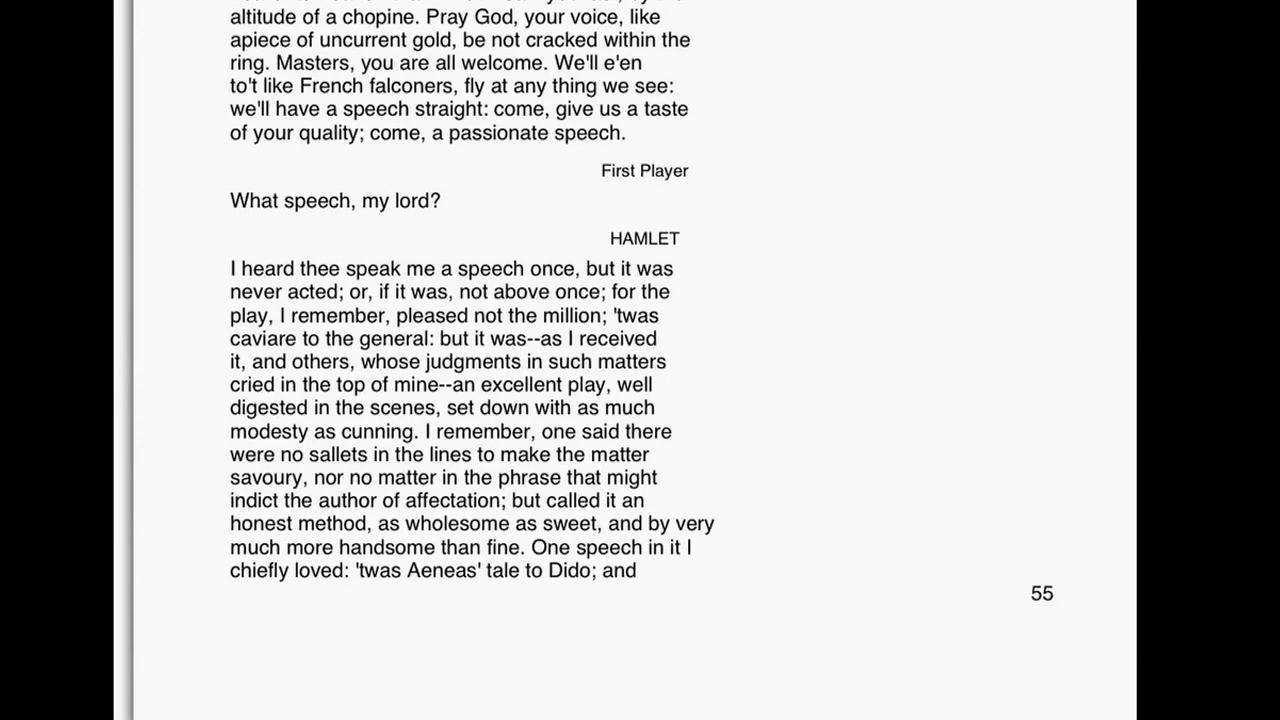 altitude of a chopine. Pray God, your voice, like
apiece of uncurrent gold, be not cracked within the
ring. Masters, you are all welcome. We'll e'en
to't like French falconers, fly at any thing we see:
we'll have a speech straight: come, give us a taste
of your quality; come, a passionate speech.
First Player
What speech, my lord?
HAMLET
I heard thee speak me a speech once, but it was
never acted; or, if it was, not above once; for the
play, I remember, pleased not the million; 'twas
caviare to the general: but it was--as I received
it, and others, whose judgments in such matters
cried in the top of mine--an excellent play, well
digested in the scenes, set down with as much
modesty as cunning. I remember, one said there
were no sallets in the lines to make the matter
savoury, nor no matter in the phrase that might
indict the author of affectation; but called it an
honest method, as wholesome as sweet, and by very
much more handsome than fine. One speech in it I
chiefly loved: 'twas Aeneas' tale to Dido; and
55